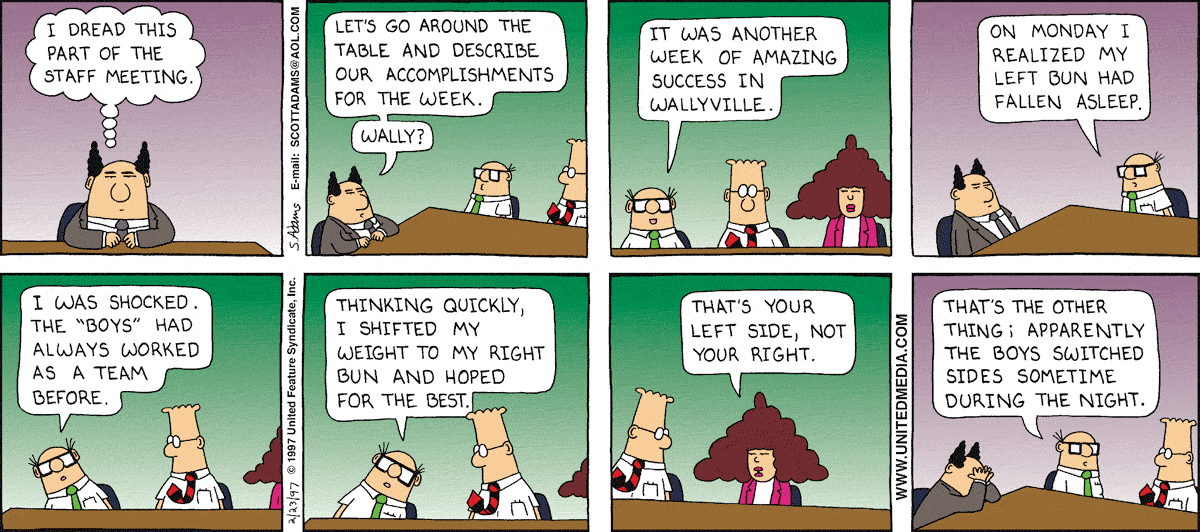 I DREAD THIS
PART OF THE
STAFF MEETING.
S.Adams E-mail: SCOTTADAMS@AOL.COM
LET'S GO AROUND THE
TABLE AND DESCRIBE
OUR ACCOMPLISHMENTS
FOR THE WEEK.
WALLY?
IT WAS ANOTHER
WEEK OF AMAZING
SUCCESS IN
WALLYVILLE.
ON MONDAY I
REALIZED MY
LEFT BUN HAD
FALLEN ASLEEP.
I WAS SHOCKED.
THE "BOYS" HAD
ALWAYS WORKED
AS A TEAM
BEFORE.
2/23/97 © 1997 United Feature Syndicate, Inc.
THINKING QUICKLY,
I SHIFTED MY
WEIGHT TO MY RIGHT
BUN AND HOPED
FOR THE BEST.
THAT'S YOUR
LEFT SIDE, NOT
YOUR RIGHT.
WWW.UNITEDMEDIA.COM
THAT'S THE OTHER
THING; APPARENTLY
THE BOYS SWITCHED
SIDES SOMETIME
DURING THE NIGHT.